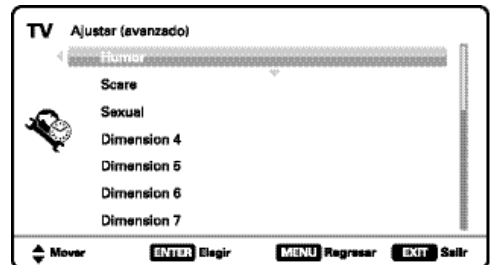 TV Ajustar (avanzado)
Humor
Scare
Sexual
Dimension 4
Dimension 5
Dimension 6
Dimension 7
Mover ENTER Elegir MENU Regresar EXIT Salir